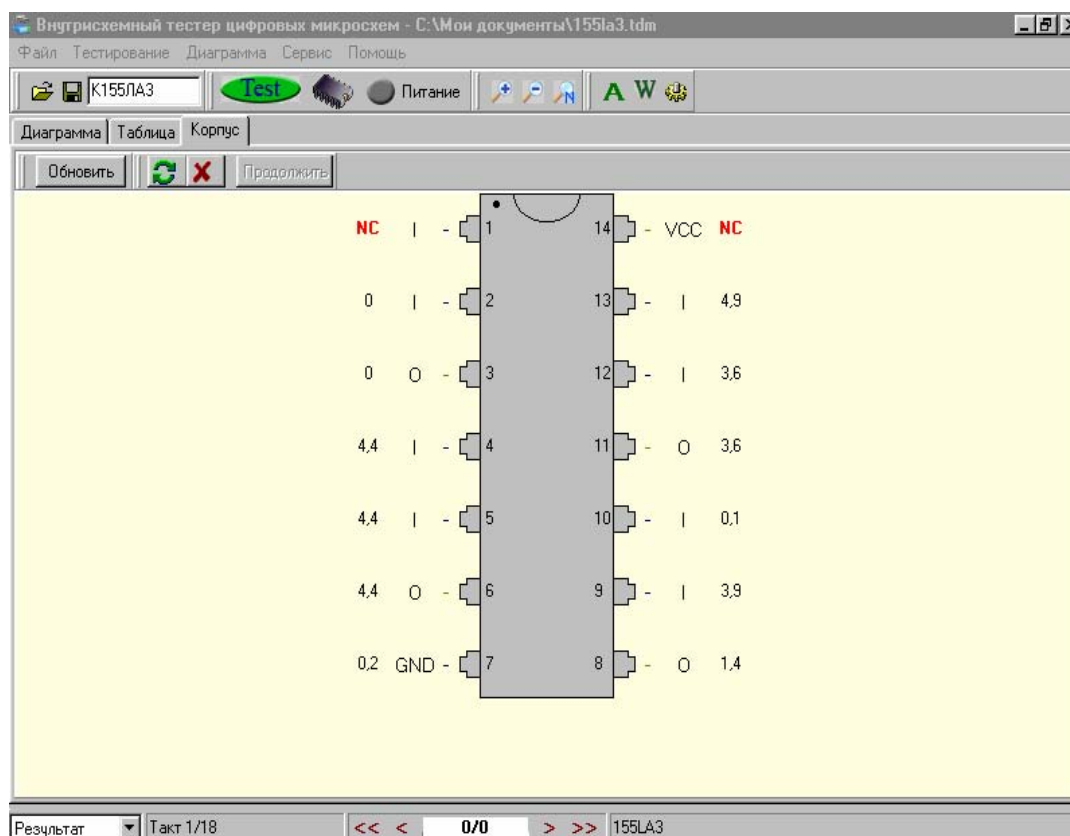 Внутрисхемный тестер цифровых микросхем - C:\Мои документы\155la3.tdm
Файл Тестирование Диаграмма Сервис Помощь
К155ЛА3 Test Питание N A W
Диаграмма Таблица Корпус
Обновить Продолжить
NC I - 1 14 - VCC NC
0 I - 2 13 - I 4,9
0 O - 3 12 - I 3,6
4,4 I - 4 11 - O 3,6
4,4 I - 5 10 - I 0,1
4,4 O - 6 9 - I 3,9
0,2 GND - 7 8 - O 1,4
Результат Такт 1/18 << < 0/0 > >> 155LA3